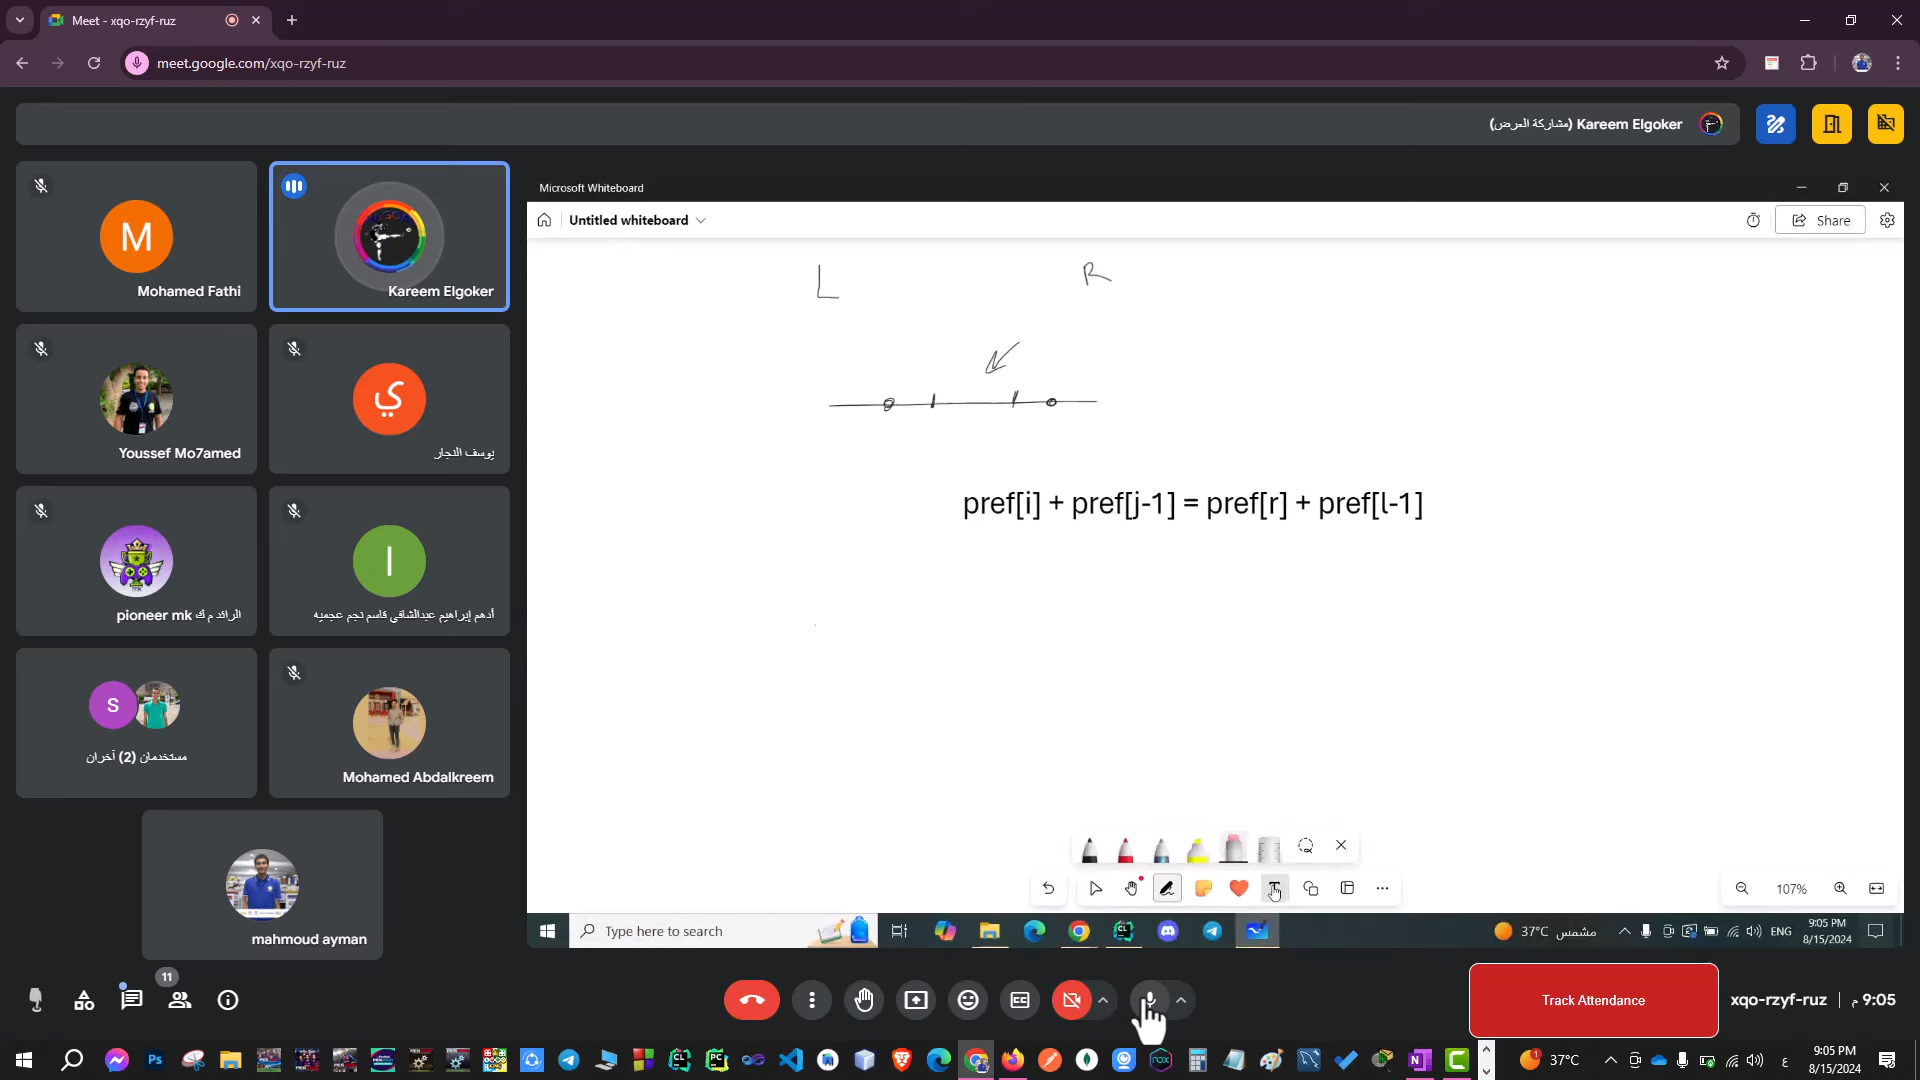 Meet - xqo-rzyf-ruz
meet.google.com/xqo-rzyf-ruz
Kareem Elgoker (مشاركة العرض)
M
Mohamed Fathi
Kareem Elgoker
Youssef Mo7amed
ي
يوسف النجار
pioneer mk الرائد م ك
ا
أدهم إبراهيم عبدالشافي قاسم نجم عجميه
S
مستخدمان (2) آخران
Mohamed Abdalkreem
mahmoud ayman
Microsoft Whiteboard
Untitled whiteboard
Share
L
R
pref[i] + pref[j-1] = pref[r] + pref[l-1]
107%
Type here to search
37°C مشمس
ENG
9:05 PM
8/15/2024
11
Track Attendance
xqo-rzyf-ruz
9:05 م
37°C
ع
9:05 PM
8/15/2024